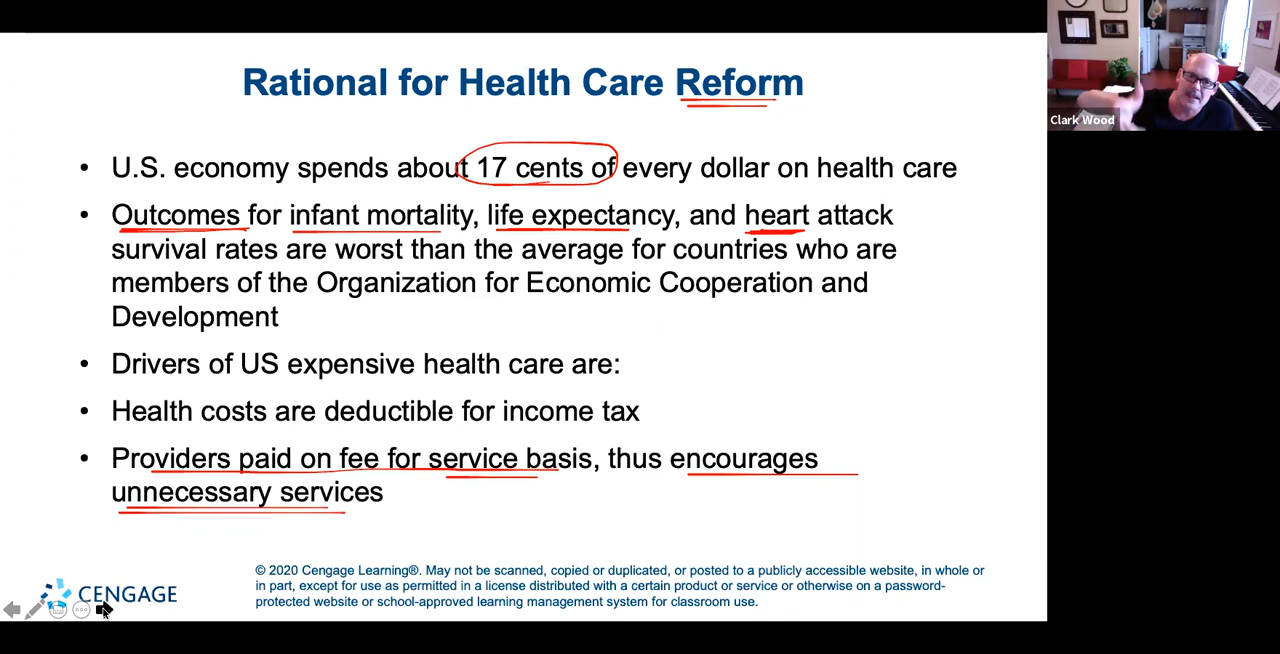 Rational for Health Care Reform
Clark Wood
• U.S. economy spends about 17 cents of every dollar on health care
• Outcomes for infant mortality, life expectancy, and heart attack
survival rates are worst than the average for countries who are
members of the Organization for Economic Cooperation and
Development
• Drivers of US expensive health care are:
• Health costs are deductible for income tax
• Providers paid on fee for service basis, thus encourages
unnecessary services
CENGAGE
© 2020 Cengage Learning®. May not be scanned, copied or duplicated, or posted to a publicly accessible website, in whole or
in part, except for use as permitted in a license distributed with a certain product or service or otherwise on a password-
protected website or school-approved learning management system for classroom use.